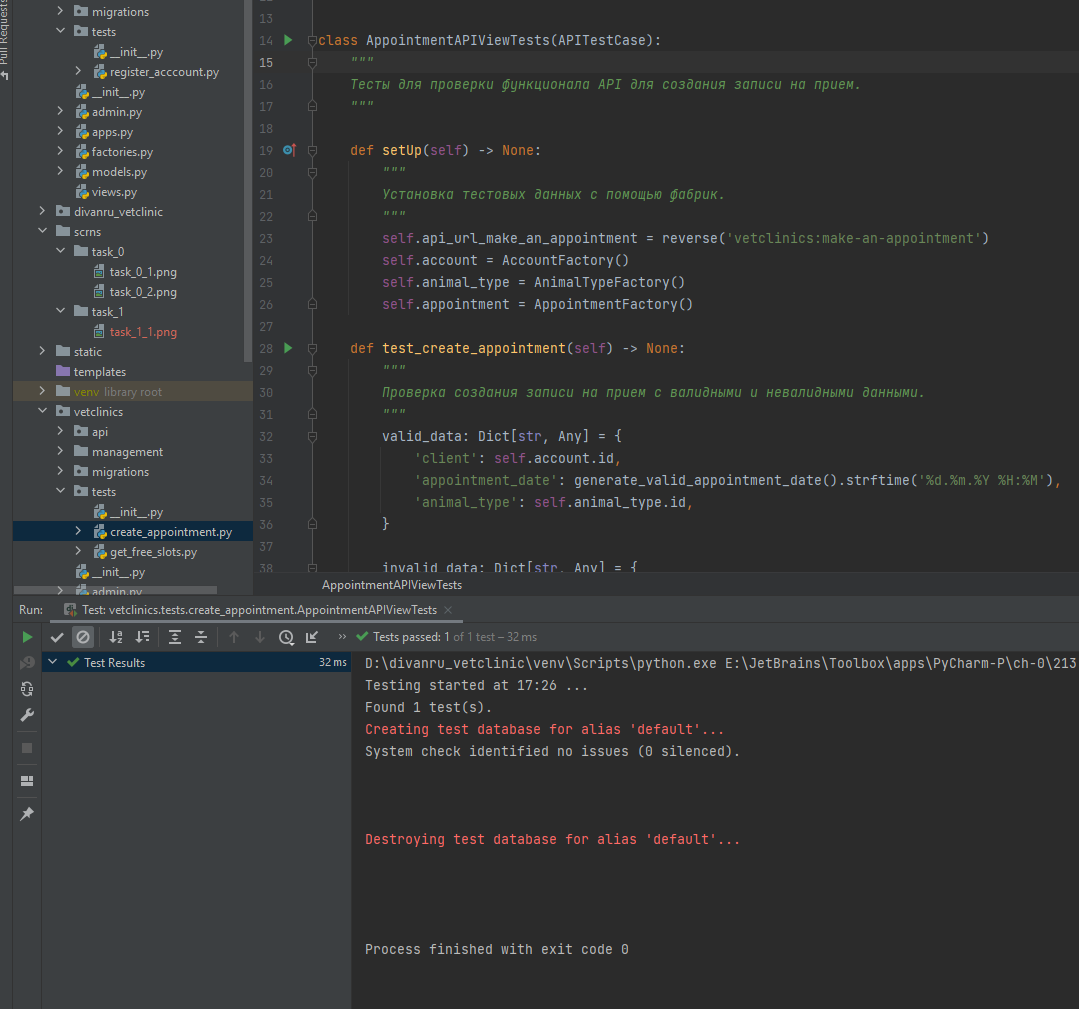 Pull Requests
migrations
tests
__init__.py
register_acccount.py
__init__.py
admin.py
apps.py
factories.py
models.py
views.py
divanru_vetclinic
scrns
task_0
task_0_1.png
task_0_2.png
task_1
task_1_1.png
static
templates
venv library root
vetclinics
api
management
migrations
tests
__init__.py
create_appointment.py
get_free_slots.py
__init__.py
admin.py
13
14 class AppointmentAPIViewTests(APITestCase):
15 """
16 Тесты для проверки функционала API для создания записи на прием.
17 """
18
19 def setUp(self) -> None:
20 """
21 Установка тестовых данных с помощью фабрик.
22 """
23 self.api_url_make_an_appointment = reverse('vetclinics:make-an-appointment')
24 self.account = AccountFactory()
25 self.animal_type = AnimalTypeFactory()
26 self.appointment = AppointmentFactory()
27
28 def test_create_appointment(self) -> None:
29 """
30 Проверка создания записи на прием с валидными и невалидными данными.
31 """
32 valid_data: Dict[str, Any] = {
33 'client': self.account.id,
34 'appointment_date': generate_valid_appointment_date().strftime('%d.%m.%Y %H:%M'),
35 'animal_type': self.animal_type.id,
36 }
37
38 invalid_data: Dict[str, Any] = {
AppointmentAPIViewTests
Run: Test: vetclinics.tests.create_appointment.AppointmentAPIViewTests
Tests passed: 1 of 1 test – 32 ms
Test Results 32 ms
D:\divanru_vetclinic\venv\Scripts\python.exe E:\JetBrains\Toolbox\apps\PyCharm-P\ch-0\213
Testing started at 17:26 ...
Found 1 test(s).
Creating test database for alias 'default'...
System check identified no issues (0 silenced).
Destroying test database for alias 'default'...
Process finished with exit code 0